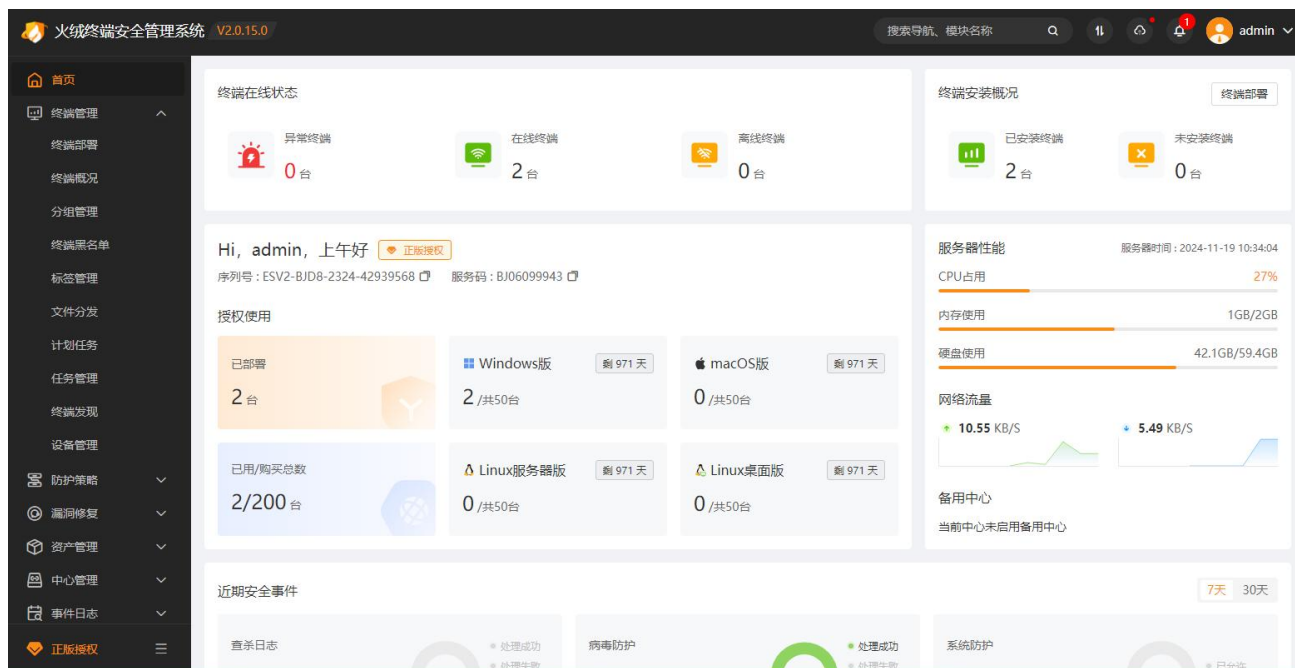 火绒终端安全管理系统 V2.0.15.0
搜索导航、模块名称
1
admin
首页
终端管理
终端部署
终端概况
分组管理
终端黑名单
标签管理
文件分发
计划任务
任务管理
终端发现
设备管理
防护策略
漏洞修复
资产管理
中心管理
事件日志
正版授权
终端在线状态
异常终端
0 台
在线终端
2 台
离线终端
0 台
终端安装概况
终端部署
已安装终端
2 台
未安装终端
0 台
Hi, admin, 上午好 正版授权
序列号 : ESV2-BJD8-2324-42939568 服务码 : BJ06099943
授权使用
已部署
2 台
Windows版 剩 971 天
2 /共50台
macOS版 剩 971 天
0 /共50台
已用/购买总数
2/200 台
Linux服务器版 剩 971 天
0 /共50台
Linux桌面版 剩 971 天
0 /共50台
服务器性能 服务器时间 : 2024-11-19 10:34:04
CPU占用 27%
内存使用 1GB/2GB
硬盘使用 42.1GB/59.4GB
网络流量
10.55 KB/S 5.49 KB/S
备用中心
当前中心未启用备用中心
近期安全事件 7天 30天
查杀日志
处理成功
处理失败
病毒防护
处理成功
处理失败
系统防护
已允许